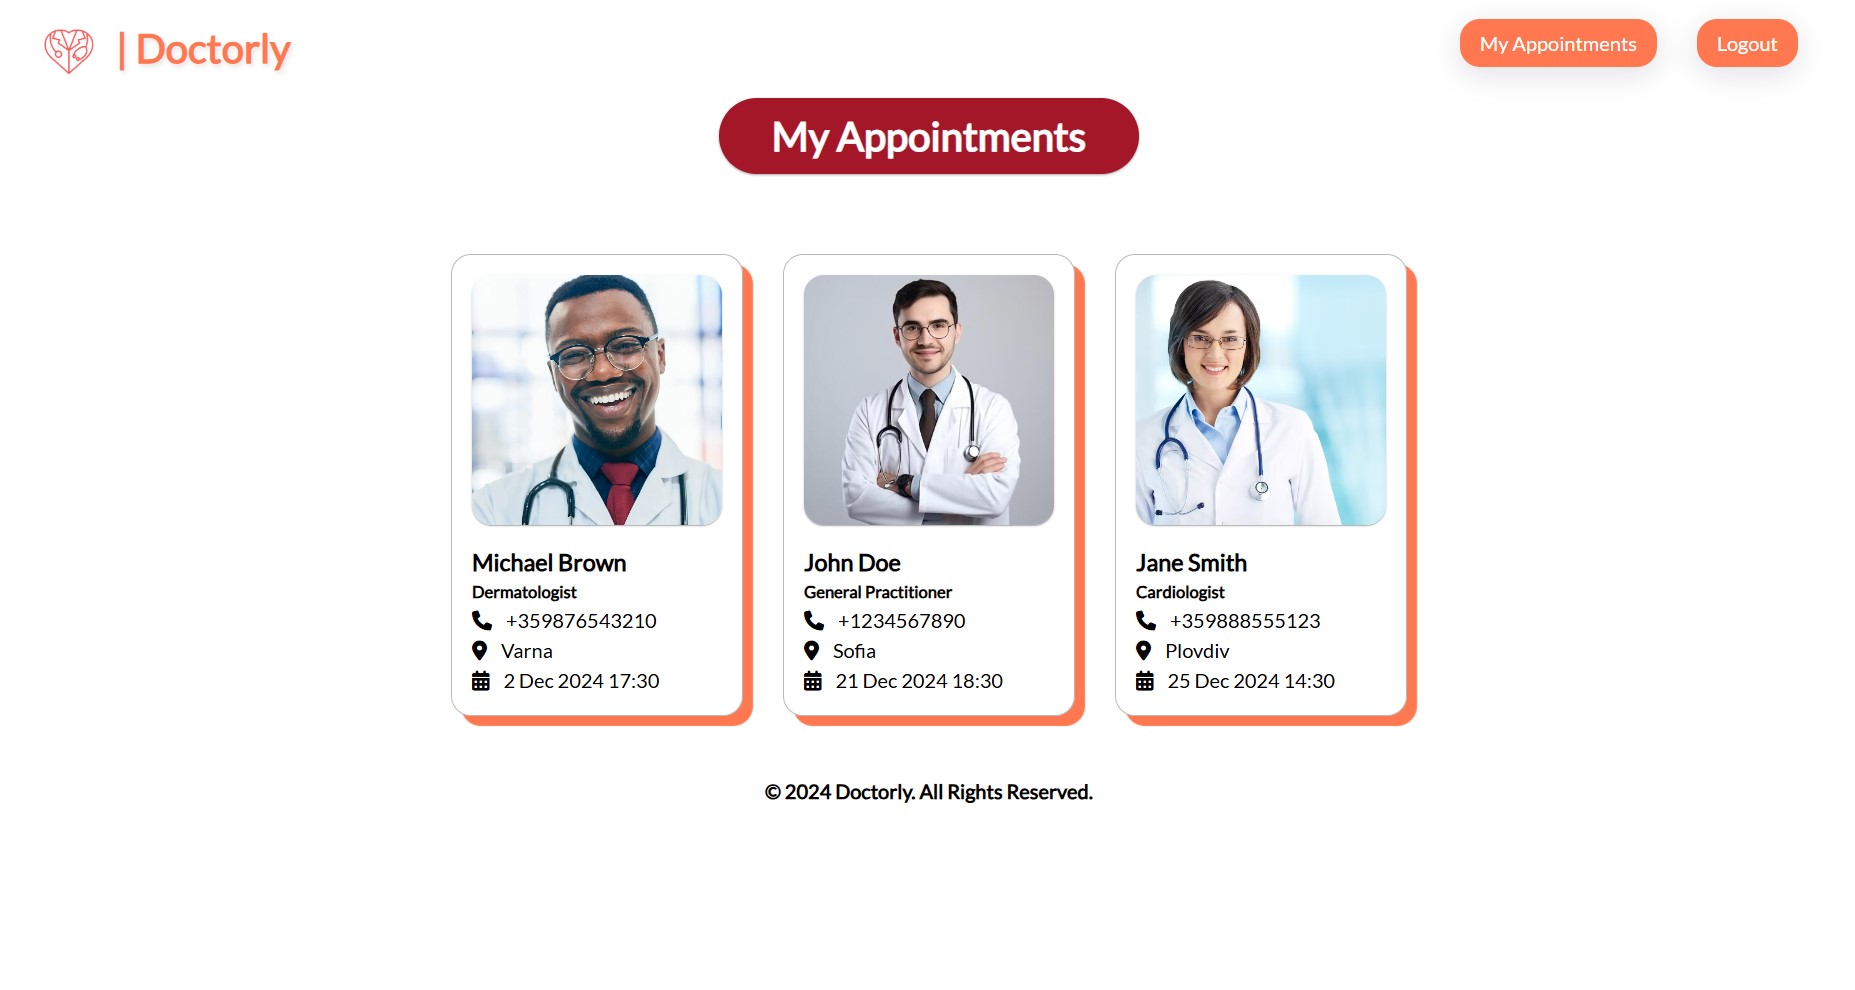 | Doctorly
My Appointments
Logout
My Appointments
Michael Brown
Dermatologist
+359876543210
Varna
2 Dec 2024 17:30
John Doe
General Practitioner
+1234567890
Sofia
21 Dec 2024 18:30
Jane Smith
Cardiologist
+359888555123
Plovdiv
25 Dec 2024 14:30
© 2024 Doctorly. All Rights Reserved.